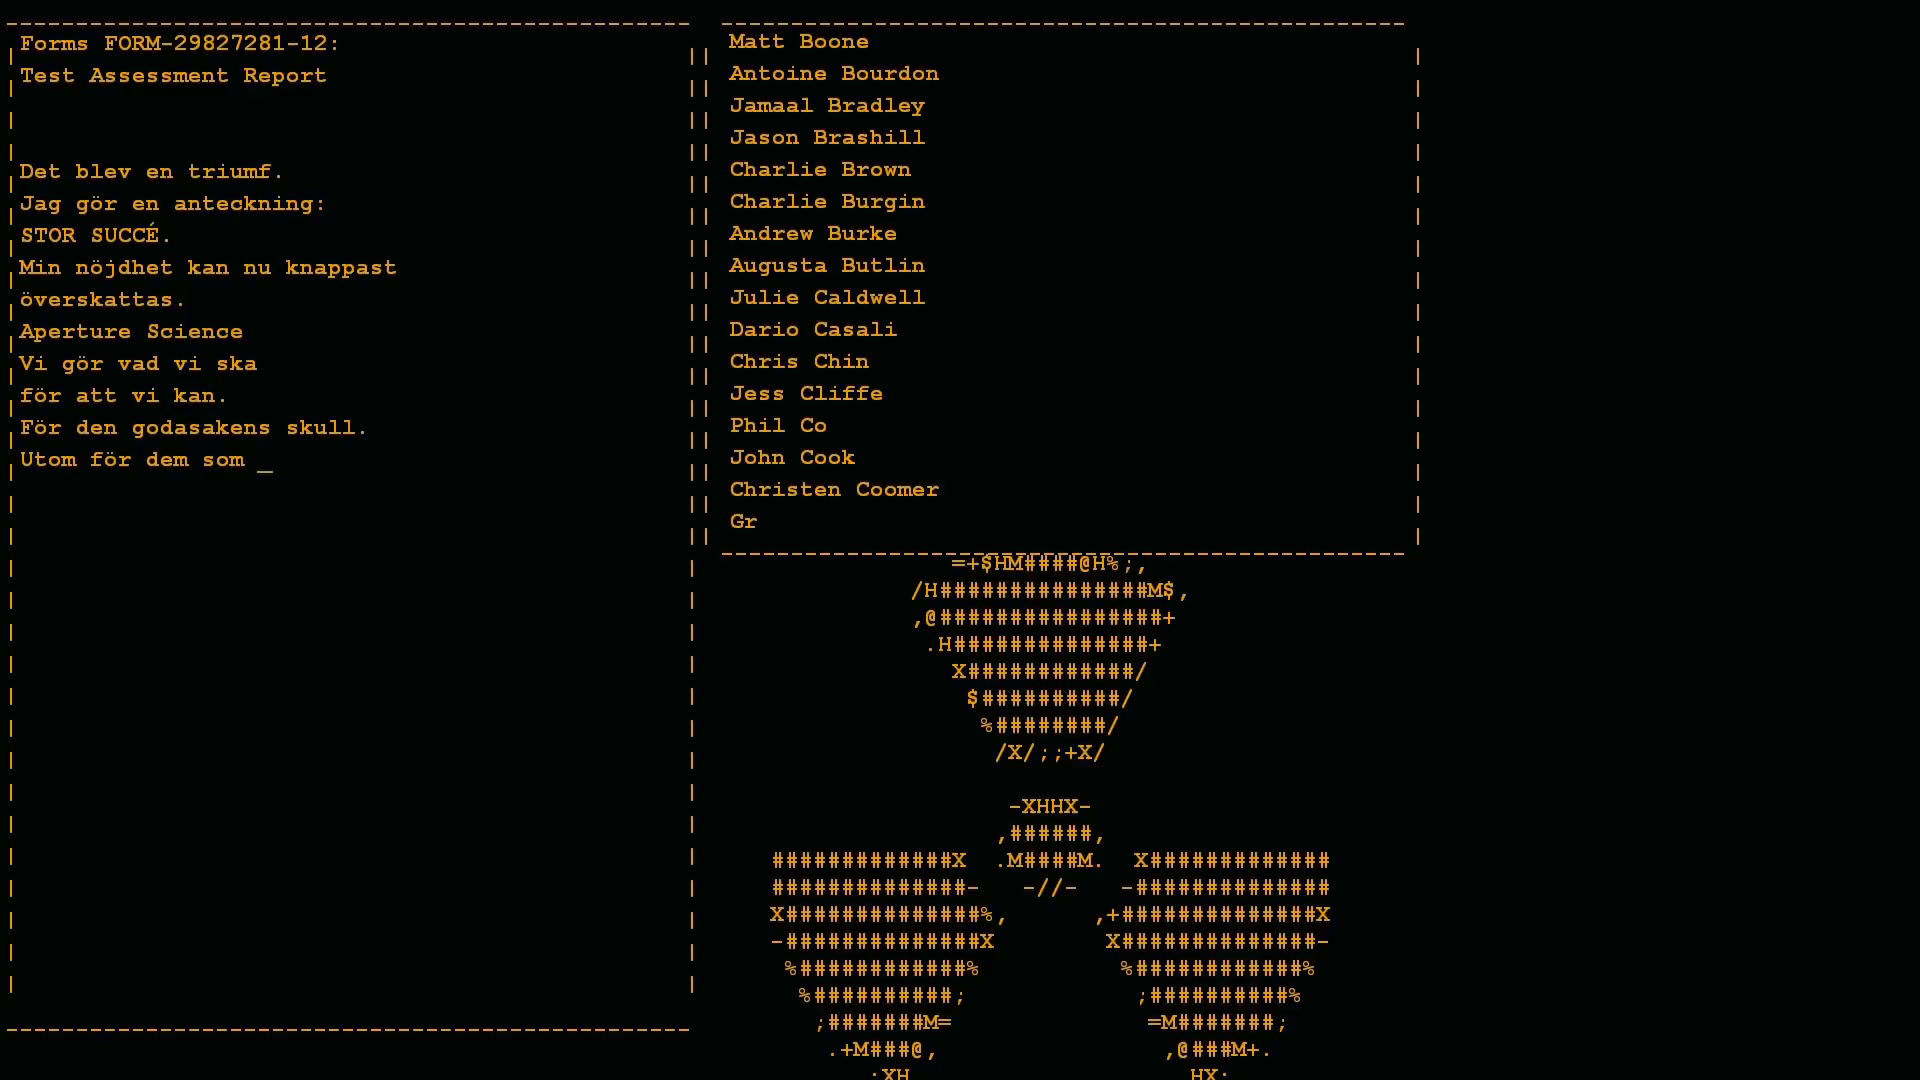 Forms FORM-29827281-12:
Test Assessment Report
Det blev en triumf.
Jag gör en anteckning:
STOR SUCCÉ.
Min nöjdhet kan nu knappast
överskattas.
Aperture Science
Vi gör vad vi ska
för att vi kan.
För den godasakens skull.
Utom för dem som _
Matt Boone
Antoine Bourdon
Jamaal Bradley
Jason Brashill
Charlie Brown
Charlie Burgin
Andrew Burke
Augusta Butlin
Julie Caldwell
Dario Casali
Chris Chin
Jess Cliffe
Phil Co
John Cook
Christen Coomer
Gr